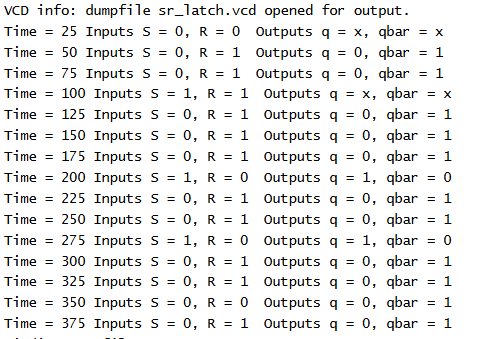 VCD info: dumpfile sr_latch.vcd opened for output.
Time = 25 Inputs S = 0, R = 0  Outputs q = x, qbar = x
Time = 50 Inputs S = 0, R = 1  Outputs q = 0, qbar = 1
Time = 75 Inputs S = 0, R = 1  Outputs q = 0, qbar = 1
Time = 100 Inputs S = 1, R = 1  Outputs q = x, qbar = x
Time = 125 Inputs S = 0, R = 1  Outputs q = 0, qbar = 1
Time = 150 Inputs S = 0, R = 1  Outputs q = 0, qbar = 1
Time = 175 Inputs S = 0, R = 1  Outputs q = 0, qbar = 1
Time = 200 Inputs S = 1, R = 0  Outputs q = 1, qbar = 0
Time = 225 Inputs S = 0, R = 1  Outputs q = 0, qbar = 1
Time = 250 Inputs S = 0, R = 1  Outputs q = 0, qbar = 1
Time = 275 Inputs S = 1, R = 0  Outputs q = 1, qbar = 0
Time = 300 Inputs S = 0, R = 1  Outputs q = 0, qbar = 1
Time = 325 Inputs S = 0, R = 1  Outputs q = 0, qbar = 1
Time = 350 Inputs S = 0, R = 0  Outputs q = 0, qbar = 1
Time = 375 Inputs S = 0, R = 1  Outputs q = 0, qbar = 1